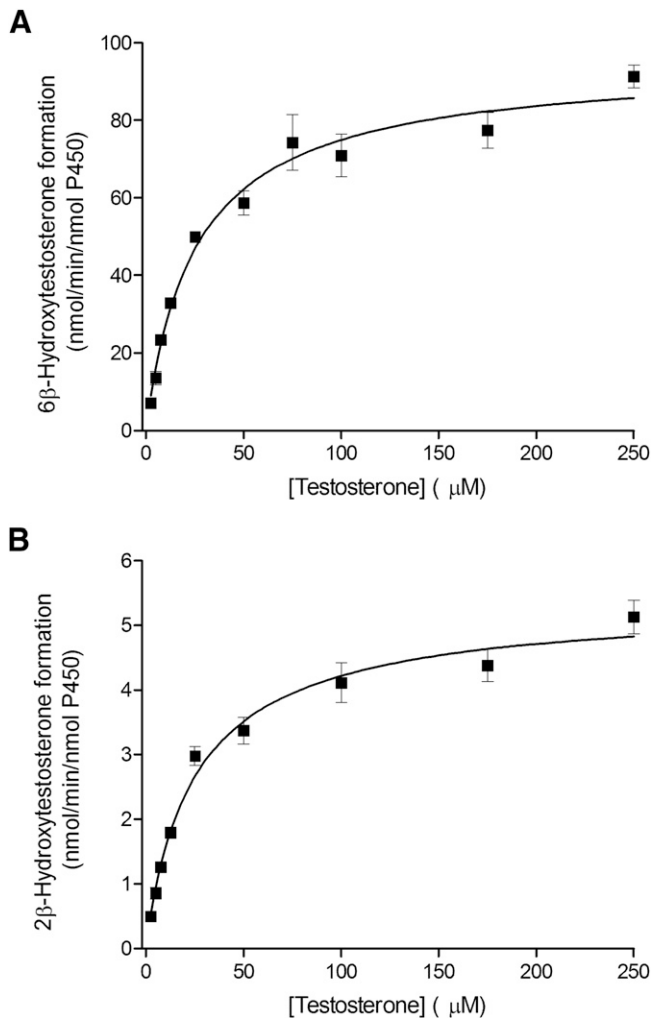 A
6β-Hydroxytestosterone formation
(nmol/min/nmol P450)
100
80
60
40
20
0
0 50 100 150 200 250
[Testosterone] ( μM)
B
2β-Hydroxytestosterone formation
(nmol/min/nmol P450)
6
5
4
3
2
1
0
0 50 100 150 200 250
[Testosterone] ( μM)